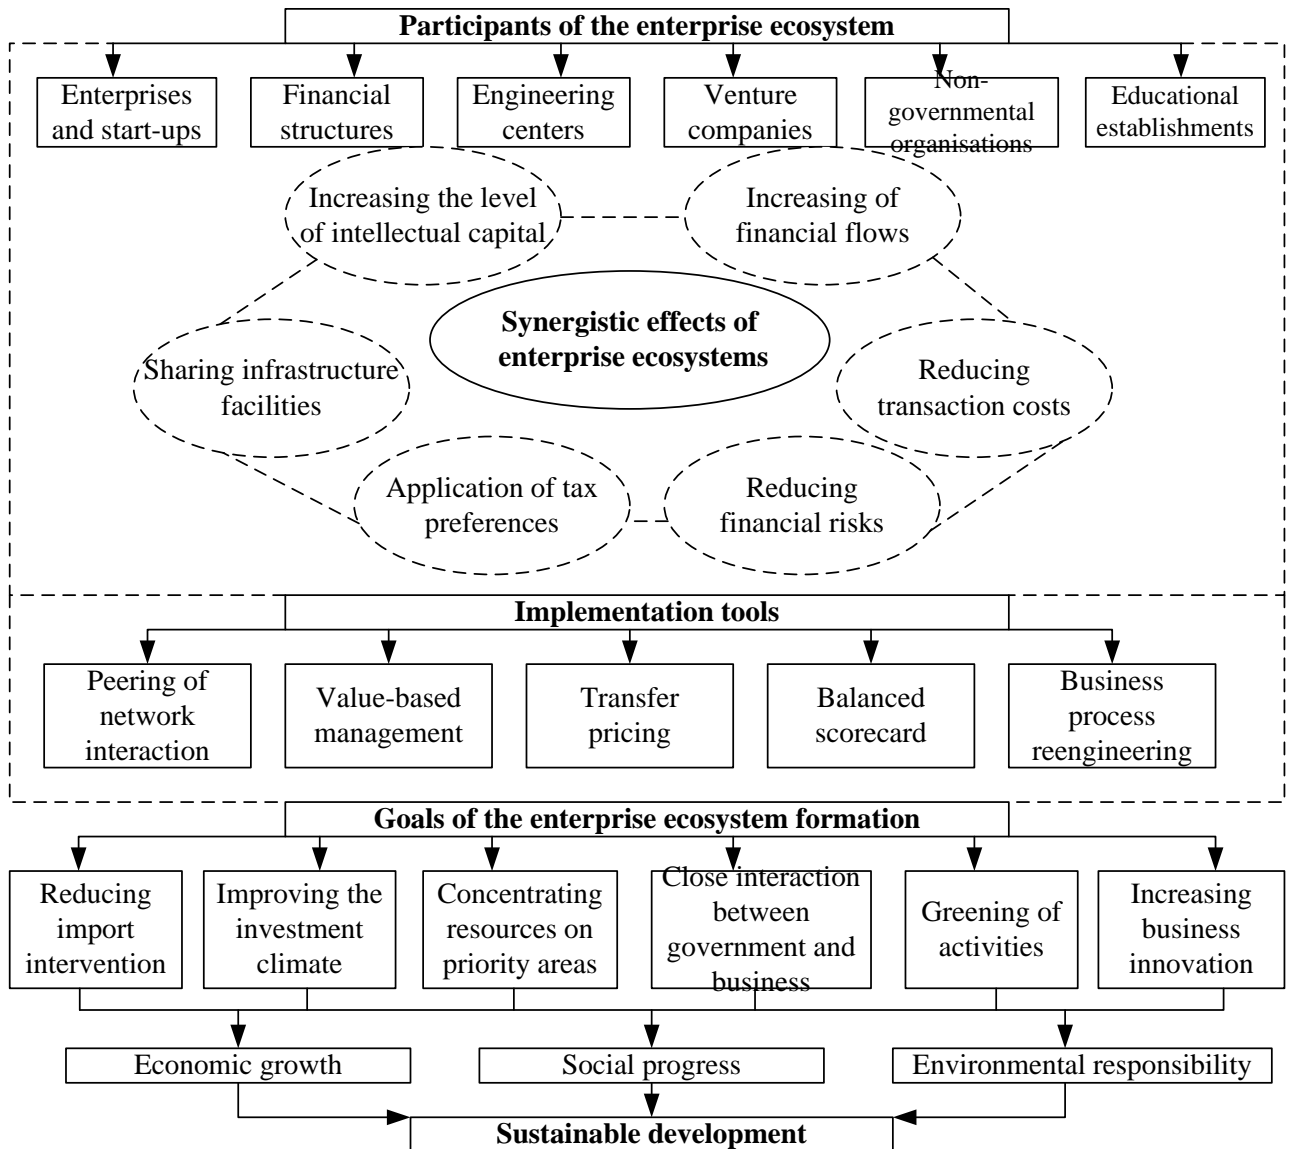 Participants of the enterprise ecosystem
Enterprises
and start-ups
Financial
structures
Engineering
centers
Venture
companies
Non-
governmental
organisations
Educational
establishments
Increasing the level
of intellectual capital
Increasing of
financial flows
Synergistic effects of
enterprise ecosystems
Sharing infrastructure
facilities
Reducing
transaction costs
Application of tax
preferences
Reducing
financial risks
Implementation tools
Peering of
network
interaction
Value-based
management
Transfer
pricing
Balanced
scorecard
Business
process
reengineering
Goals of the enterprise ecosystem formation
Reducing
import
intervention
Improving the
investment
climate
Concentrating
resources on
priority areas
Close interaction
between
government and
business
Greening of
activities
Increasing
business
innovation
Economic growth
Social progress
Environmental responsibility
Sustainable development